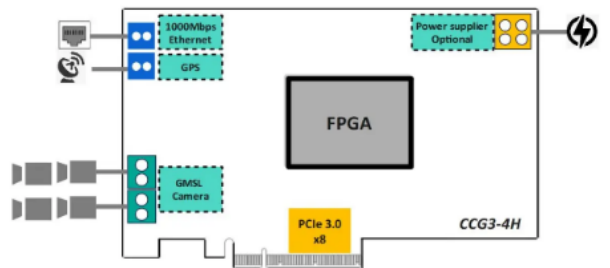 1000Mbps
Ethernet
GPS
Power supplier
Optional
FPGA
GMSL
Camera
PCIe 3.0
x8
CCG3-4H